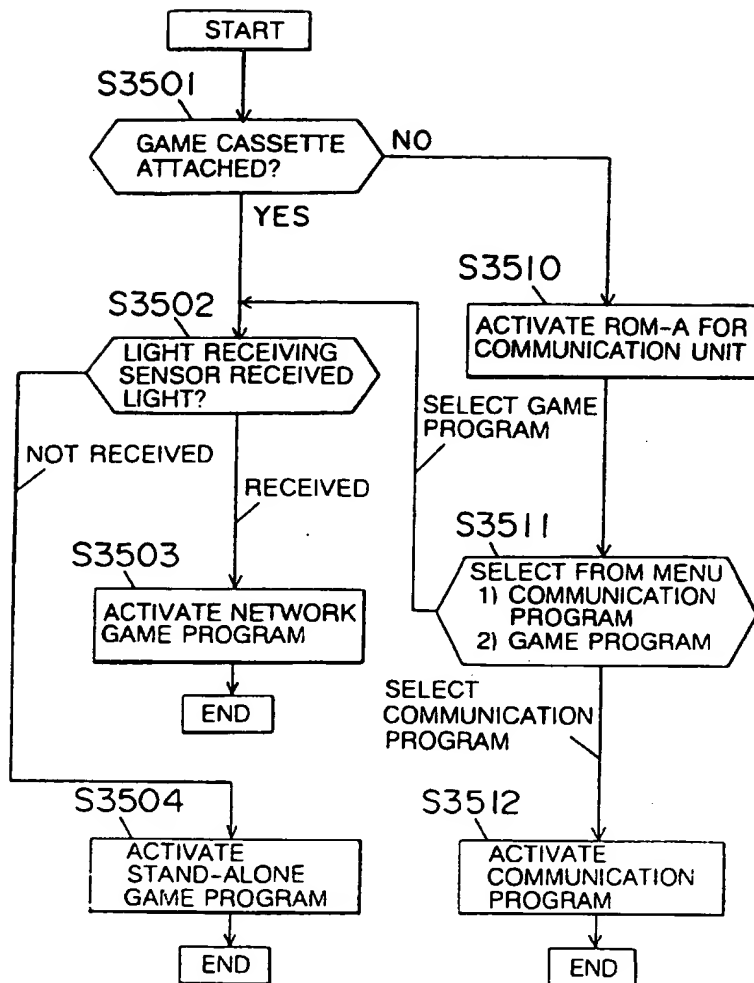 START
S3501
GAME CASSETTE
ATTACHED?
NO
YES
S3510
ACTIVATE ROM-A FOR
COMMUNICATION UNIT
S3502
LIGHT RECEIVING
SENSOR RECEIVED
LIGHT?
SELECT GAME
PROGRAM
NOT RECEIVED
RECEIVED
S3511
SELECT FROM MENU
1) COMMUNICATION
PROGRAM
2) GAME PROGRAM
S3503
ACTIVATE NETWORK
GAME PROGRAM
END
SELECT
COMMUNICATION
PROGRAM
S3504
ACTIVATE
STAND-ALONE
GAME PROGRAM
END
S3512
ACTIVATE
COMMUNICATION
PROGRAM
END